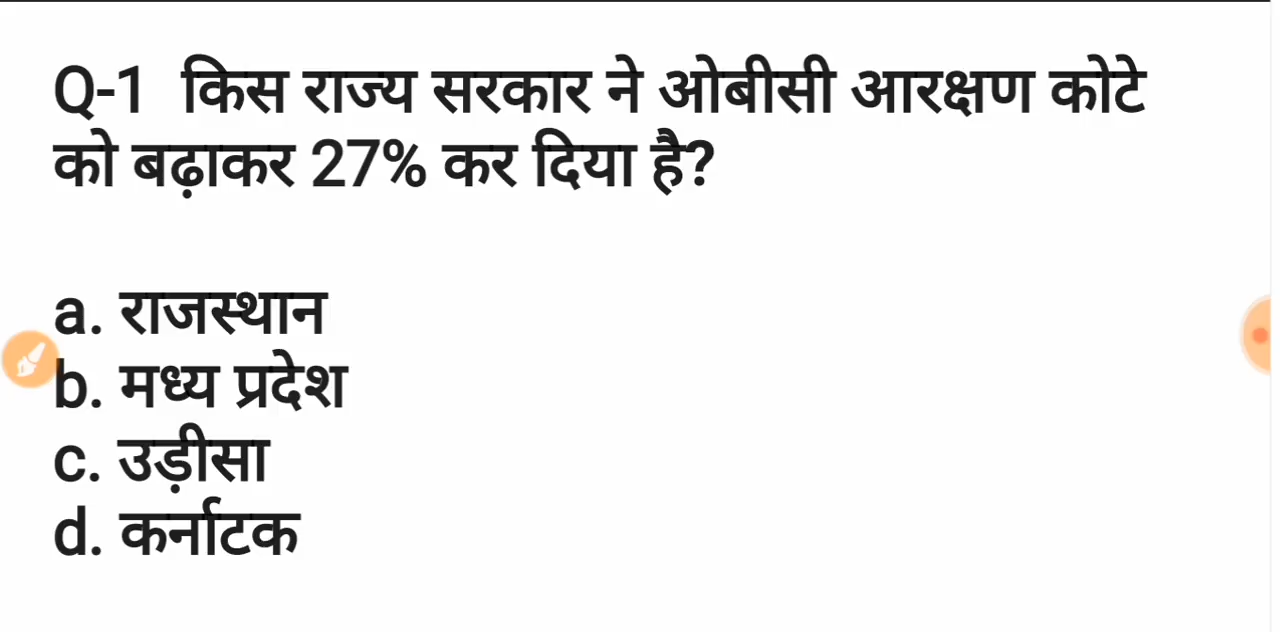 Q-1 किस राज्य सरकार ने ओबीसी आरक्षण कोटे
को बढ़ाकर 27% कर दिया है?
a. राजस्थान
b. मध्य प्रदेश
c. उड़ीसा
d. कर्नाटक